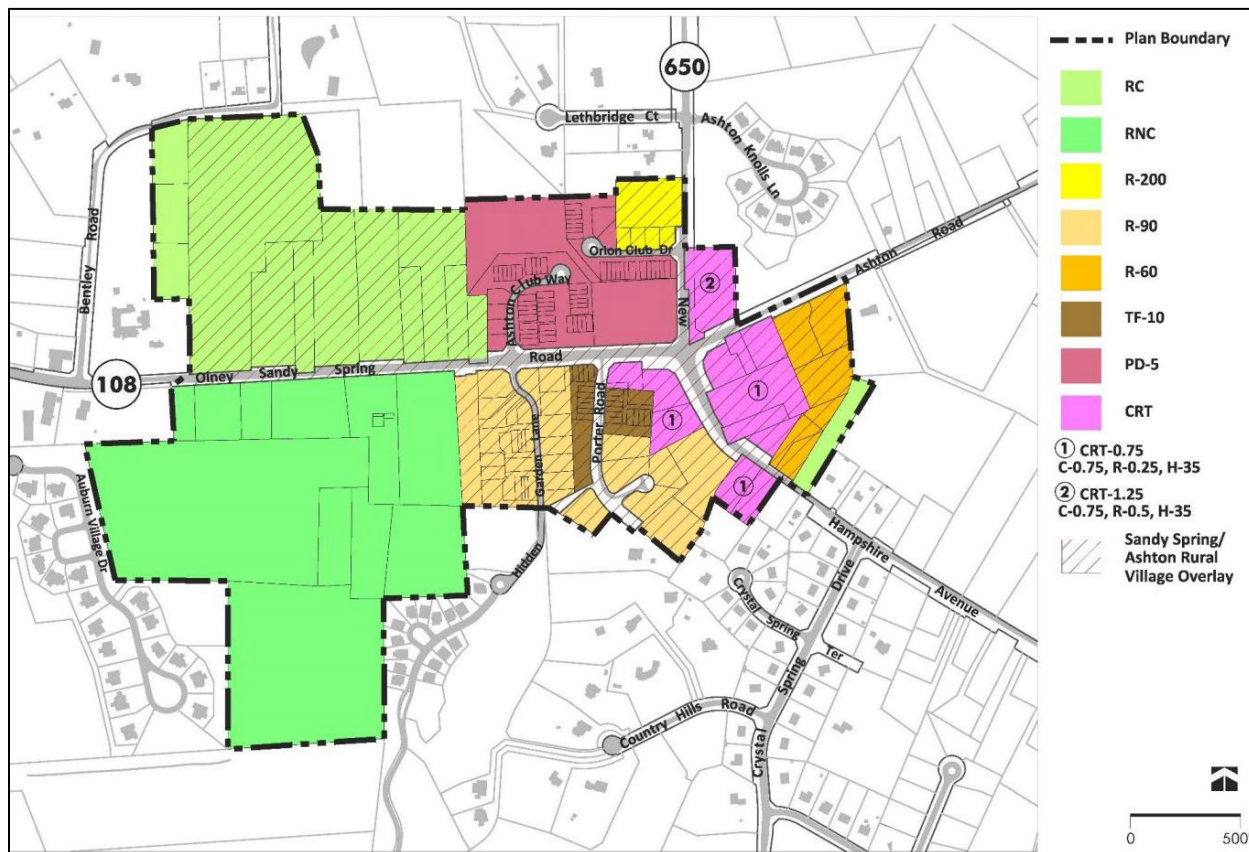 650
Lethbridge Ct
Ashton Knolls Ln
Bentley Road
Orion Club Dr
Ashton Club Way
New
Ashton Road
108
Olney Sandy Spring Road
Porter Road
Garden Lane
Hidden
Auburn Village Dr
2
1
1
1
Hampshire Avenue
Crystal Spring
Ter
Crystal Spring Drive
Country Hills Road
Plan Boundary
RC
RNC
R-200
R-90
R-60
TF-10
PD-5
CRT
1 CRT-0.75
C-0.75, R-0.25, H-35
2 CRT-1.25
C-0.75, R-0.5, H-35
Sandy Spring/
Ashton Rural
Village Overlay
0 500'